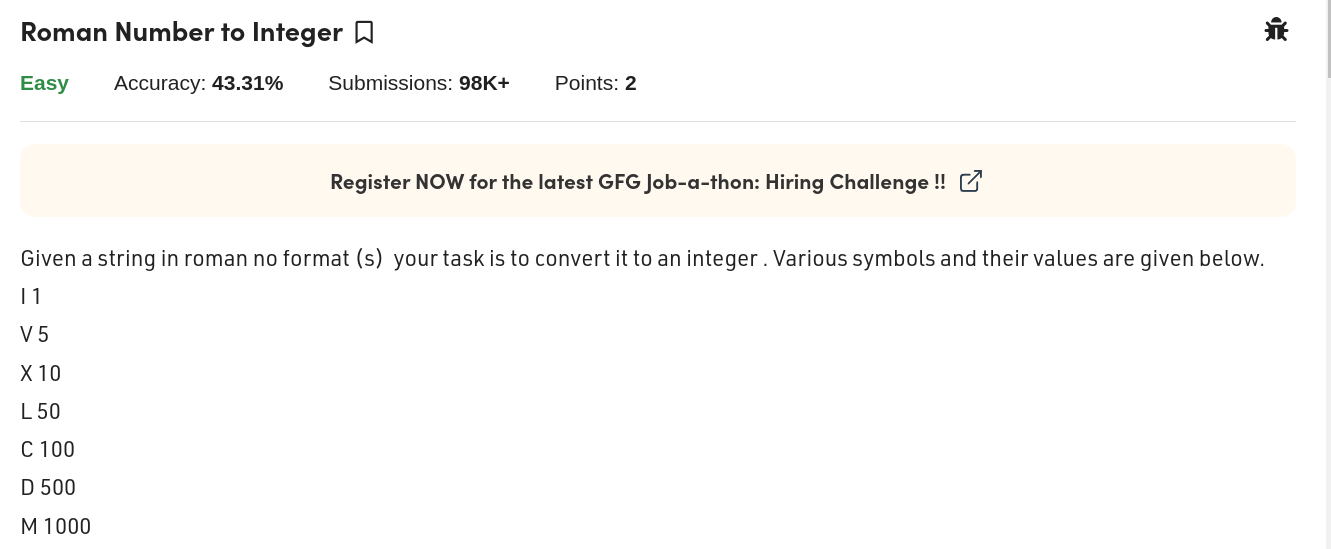 Roman Number to Integer
Easy Accuracy: 43.31% Submissions: 98K+ Points: 2
Register NOW for the latest GFG Job-a-thon: Hiring Challenge !!
Given a string in roman no format (s)  your task is to convert it to an integer . Various symbols and their values are given below.
I 1
V 5
X 10
L 50
C 100
D 500
M 1000